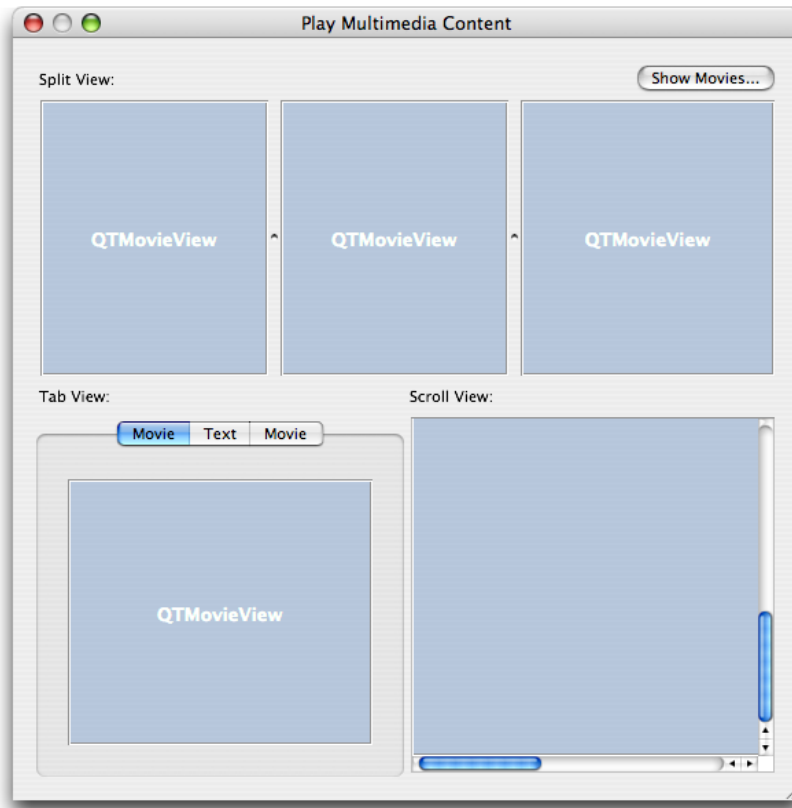 Play Multimedia Content
Split View:
Show Movies...
QTMovieView
QTMovieView
QTMovieView
Tab View:
Scroll View:
Movie
Text
Movie
QTMovieView